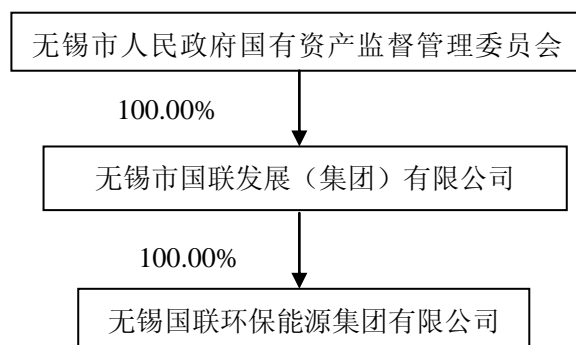 无锡市人民政府国有资产监督管理委员会
100.00%
无锡市国联发展（集团）有限公司
100.00%
无锡国联环保能源集团有限公司